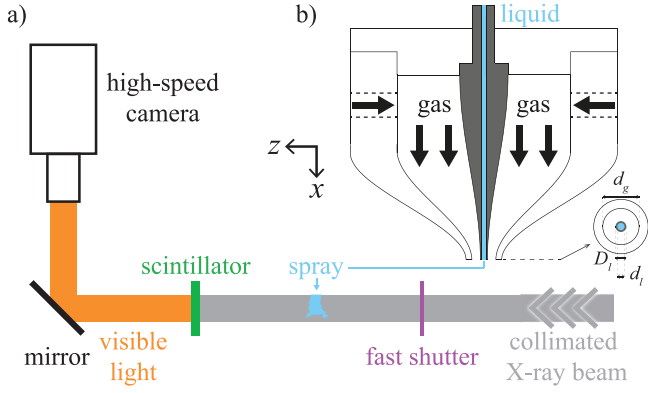 a)
high-speed
camera
mirror
visible
light
scintillator
spray
fast shutter
collimated
X-ray beam
b)
liquid
gas
gas
z
x
d_g
D_l
d_l